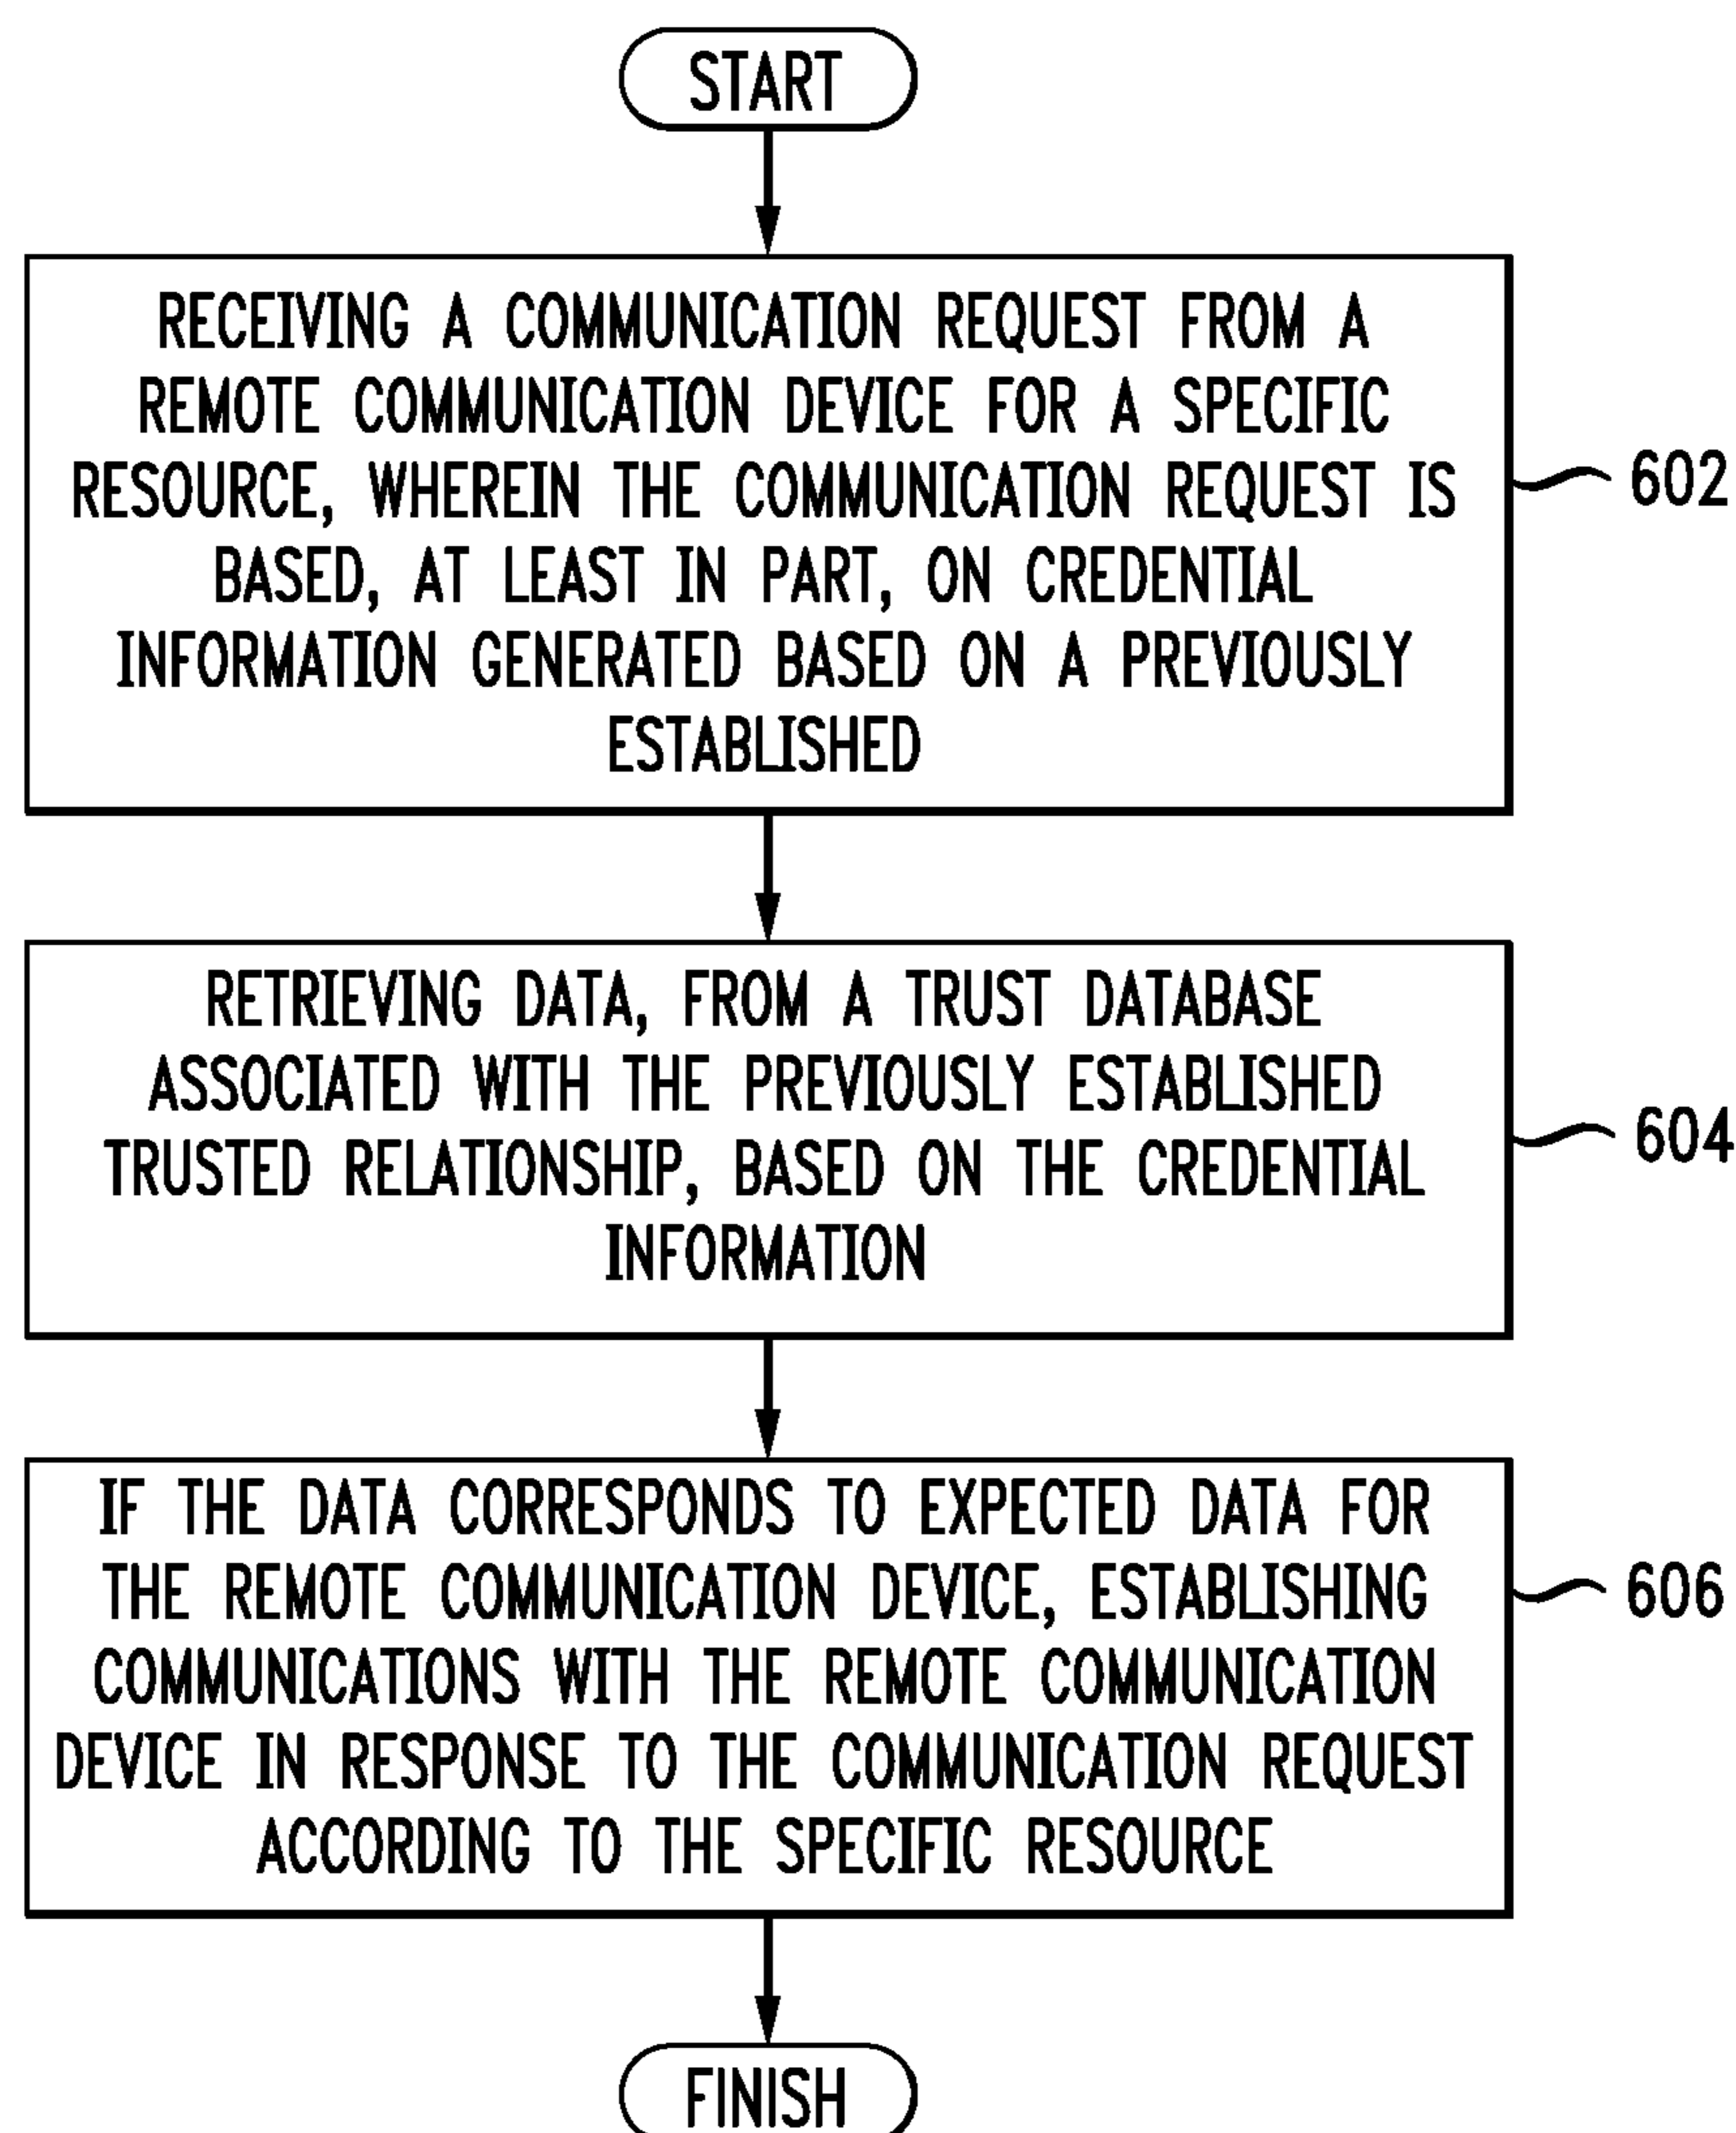 START
RECEIVING A COMMUNICATION REQUEST FROM A
REMOTE COMMUNICATION DEVICE FOR A SPECIFIC
RESOURCE, WHEREIN THE COMMUNICATION REQUEST IS
BASED, AT LEAST IN PART, ON CREDENTIAL
INFORMATION GENERATED BASED ON A PREVIOUSLY
ESTABLISHED
602
RETRIEVING DATA, FROM A TRUST DATABASE
ASSOCIATED WITH THE PREVIOUSLY ESTABLISHED
TRUSTED RELATIONSHIP, BASED ON THE CREDENTIAL
INFORMATION
604
IF THE DATA CORRESPONDS TO EXPECTED DATA FOR
THE REMOTE COMMUNICATION DEVICE, ESTABLISHING
COMMUNICATIONS WITH THE REMOTE COMMUNICATION
DEVICE IN RESPONSE TO THE COMMUNICATION REQUEST
ACCORDING TO THE SPECIFIC RESOURCE
606
FINISH